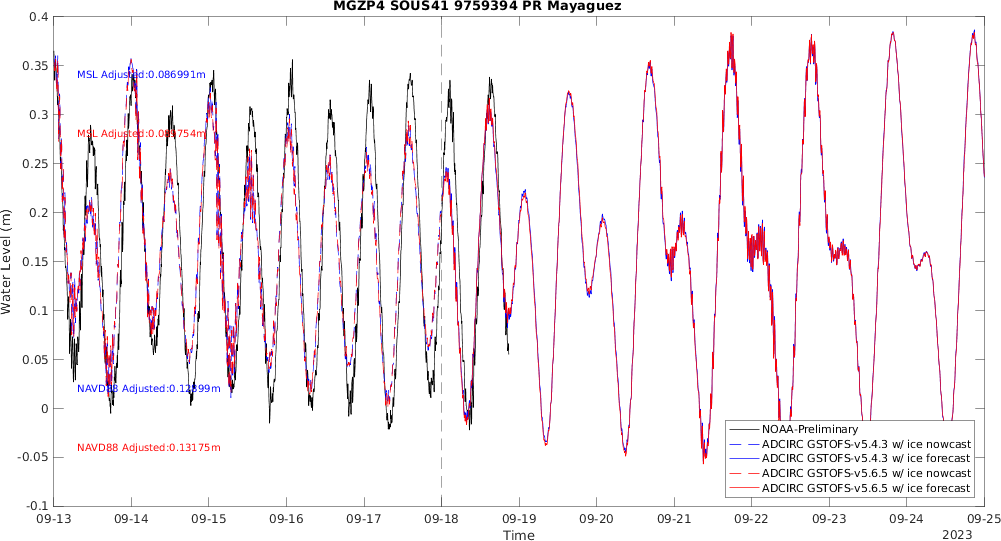 MGZP4 SOUS41 9759394 PR Mayaguez
0.4
0.35
0.3
0.25
0.2
0.15
0.1
0.05
0
-0.05
-0.1
Water Level (m)
MSL Adjusted:0.086991m
MSL
NAVD88 Adjusted:0.12899m
NAVD88 Adjusted:0.13175m
NOAA-Preliminary
ADCIRC GSTOFS-v5.4.3 w/ ice nowcast
ADCIRC GSTOFS-v5.4.3 w/ ice forecast
ADCIRC GSTOFS-v5.6.5 w/ ice nowcast
ADCIRC GSTOFS-v5.6.5 w/ ice forecast
09-13 09-14 09-15 09-16 09-17 09-18 09-19 09-20 09-21 09-22 09-23 09-24 09-25
Time
2023